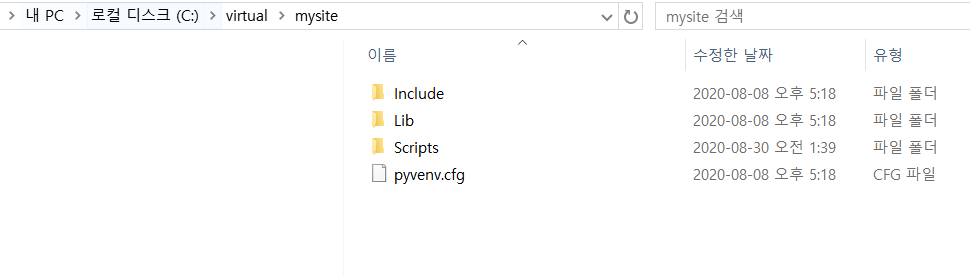 내 PC > 로컬 디스크 (C:) > virtual > mysite mysite 검색
이름 수정한 날짜 유형
Include 2020-08-08 오후 5:18 파일 폴더
Lib 2020-08-08 오후 5:18 파일 폴더
Scripts 2020-08-30 오전 1:39 파일 폴더
pyvenv.cfg 2020-08-08 오후 5:18 CFG 파일